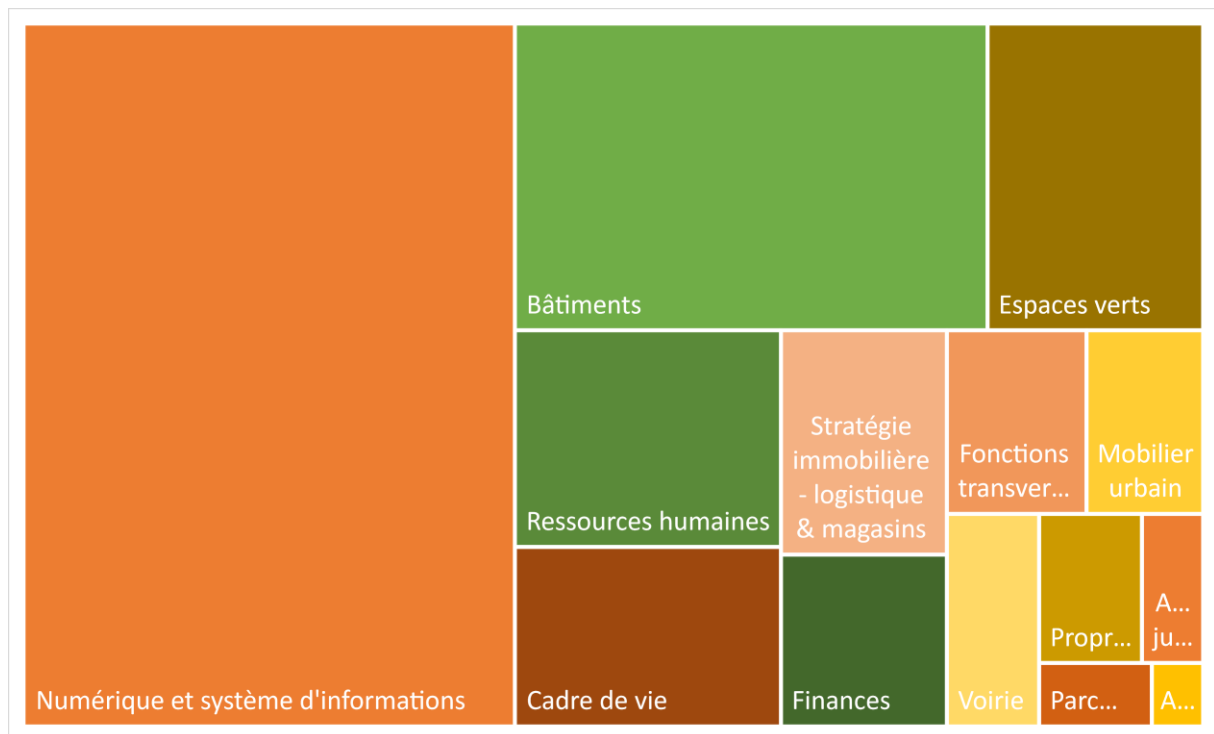 Numérique et système d'informations
Bâtiments
Espaces verts
Ressources humaines
Stratégie
immobilière
- logistique
& magasins
Fonctions
transver...
Mobilier
urbain
Cadre de vie
Finances
Voirie
Propr...
A...
ju...
Parc...
A...